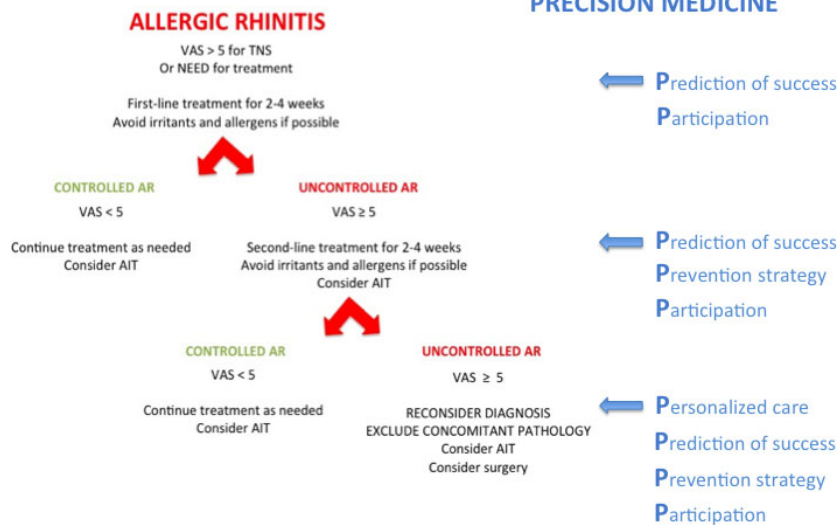 PRECISION MEDICINE
ALLERGIC RHINITIS
VAS > 5 for TNS
Or NEED for treatment
First-line treatment for 2-4 weeks
Avoid irritants and allergens if possible
Prediction of success
Participation
CONTROLLED AR
VAS < 5
Continue treatment as needed
Consider AIT
UNCONTROLLED AR
VAS ≥ 5
Second-line treatment for 2-4 weeks
Avoid irritants and allergens if possible
Consider AIT
Prediction of success
Prevention strategy
Participation
CONTROLLED AR
VAS < 5
Continue treatment as needed
Consider AIT
UNCONTROLLED AR
VAS ≥ 5
RECONSIDER DIAGNOSIS
EXCLUDE CONCOMITANT PATHOLOGY
Consider AIT
Consider surgery
Personalized care
Prediction of success
Prevention strategy
Participation